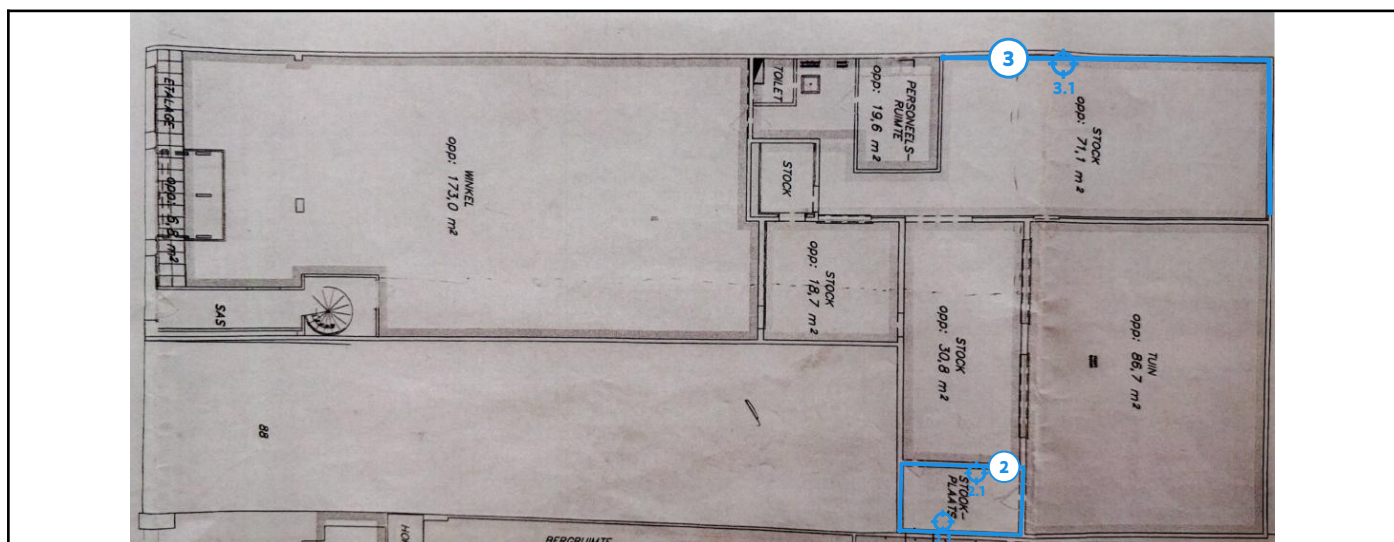 ETALAGE
opp: 6,8 m²
WINKEL
opp: 173,0 m²
SAS
TOILET
PERSONEELS-
RUIMTE
opp: 19,6 m²
STOCK
STOCK
opp: 18,7 m²
STOCK
opp: 71,1 m²
STOCK
opp: 30,8 m²
TUIN
opp: 86,7 m²
STOOK-
PLAATS
88
BERGRUIMTE
3
3.1
2
2.1